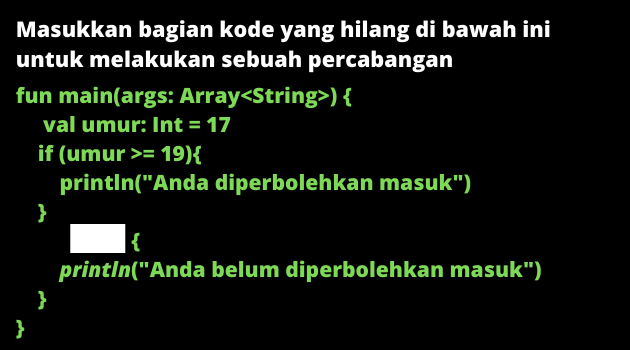 Masukkan bagian kode yang hilang di bawah ini
untuk melakukan sebuah percabangan
fun main(args: Array<String>) {
val umur: Int = 17
if (umur >= 19){
println("Anda diperbolehkan masuk")
}
{
println("Anda belum diperbolehkan masuk")
}
}